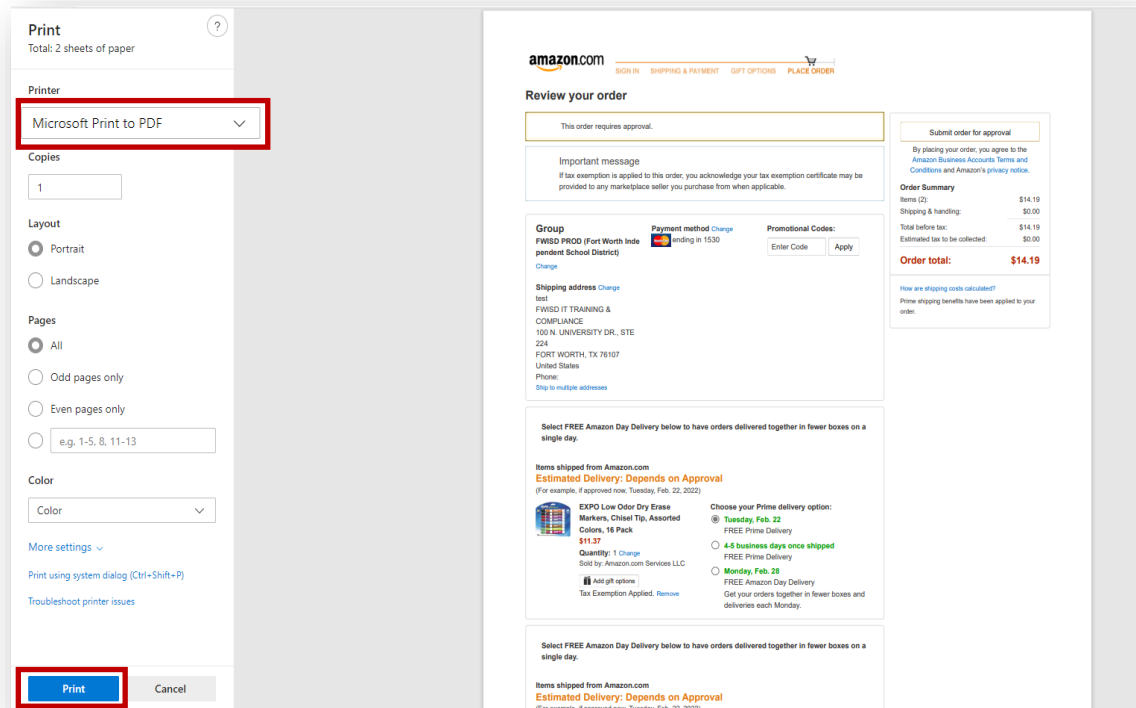 Print
?
Total: 2 sheets of paper
Printer
Microsoft Print to PDF
Copies
1
Layout
Portrait
Landscape
Pages
All
Odd pages only
Even pages only
e.g. 1-5, 8, 11-13
Color
Color
More settings
Print using system dialog (Ctrl+Shift+P)
Troubleshoot printer issues
Print
Cancel
amazon.com
SIGN IN SHIPPING & PAYMENT GIFT OPTIONS PLACE ORDER
Review your order
This order requires approval.
Important message
If tax exemption is applied to this order, you acknowledge your tax exemption certificate may be
provided to any marketplace seller you purchase from when applicable.
Group
FWISD PROD (Fort Worth Inde
pendent School District)
Change
Shipping address Change
test
FWISD IT TRAINING &
COMPLIANCE
100 N. UNIVERSITY DR., STE
224
FORT WORTH, TX 76107
United States
Phone:
Ship to multiple addresses
Payment method Change
ending in 1530
Promotional Codes:
Enter Code
Apply
Submit order for approval
By placing your order, you agree to the
Amazon Business Accounts Terms and
Conditions and Amazon's privacy notice.
Order Summary
Items (2): $14.19
Shipping & handling: $0.00
Total before tax: $14.19
Estimated tax to be collected: $0.00
Order total: $14.19
How are shipping costs calculated?
Prime shipping benefits have been applied to your
order.
Select FREE Amazon Day Delivery below to have orders delivered together in fewer boxes on a
single day.
Items shipped from Amazon.com
Estimated Delivery: Depends on Approval
(For example, if approved now, Tuesday, Feb. 22, 2022)
EXPO Low Odor Dry Erase
Markers, Chisel Tip, Assorted
Colors, 16 Pack
$11.37
Quantity: 1 Change
Sold by: Amazon.com Services LLC
Add gift options
Tax Exemption Applied. Remove
Choose your Prime delivery option:
Tuesday, Feb. 22
FREE Prime Delivery
4-5 business days once shipped
FREE Prime Delivery
Monday, Feb. 28
FREE Amazon Day Delivery
Get your orders together in fewer boxes and
deliveries each Monday.
Select FREE Amazon Day Delivery below to have orders delivered together in fewer boxes on a
single day.
Items shipped from Amazon.com
Estimated Delivery: Depends on Approval